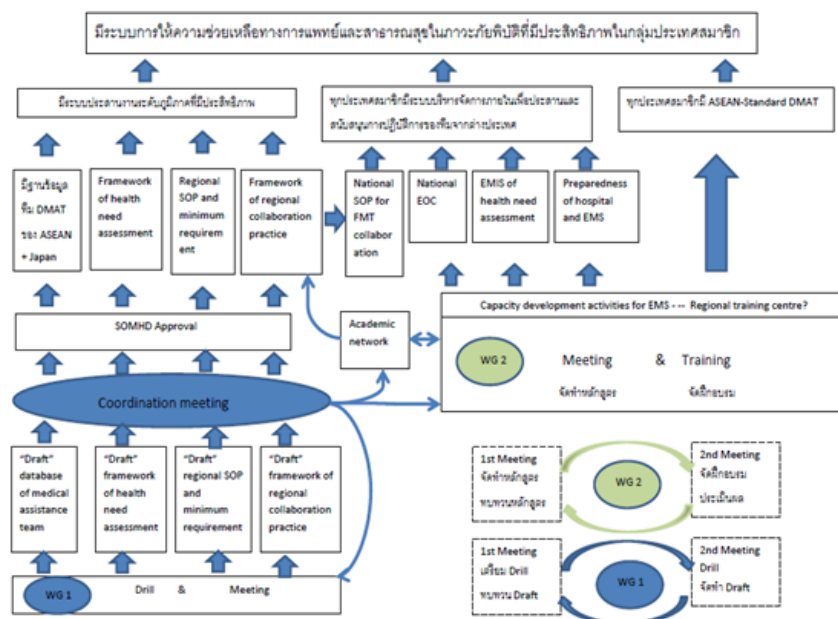 มีระบบการให้ความช่วยเหลือทางการแพทย์และสาธารณสุขในภาวะภัยพิบัติที่มีประสิทธิภาพในกลุ่มประเทศสมาชิก
มีระบบประสานงานระดับภูมิภาคที่มีประสิทธิภาพ
ทุกประเทศสมาชิกมีระบบบริหารจัดการภายในเพื่อประสานและ
สนับสนุนการปฏิบัติการของทีมจากต่างประเทศ
ทุกประเทศสมาชิกมี ASEAN-Standard DMAT
มีฐานข้อมูล
ทีม DMAT
ของ ASEAN
+ Japan
Framework
of health
need
assessment
Regional
SOP and
minimum
requirem
ent
Framework
of regional
collaboration
practice
National
SOP for
FMT
collabor
ation
National
EOC
EMIS of
health need
assessment
Preparedness
of hospital
and EMS
SOMHD Approval
Academic
network
Capacity development activities for EMS - -- Regional training centre?
WG 2
Meeting & Training
จัดทำหลักสูตร จัดฝึกอบรม
Coordination meeting
"Draft"
database
of medical
assistance
team
"Draft"
framework
of health
need
assessment
"Draft"
regional SOP
and
minimum
requirement
"Draft"
framework of
regional
collaboration
practice
WG 1
Drill & Meeting
1st Meeting
จัดทำหลักสูตร
ทบทวนหลักสูตร
WG 2
2nd Meeting
จัดฝึกอบรม
ประเมินผล
1st Meeting
เตรียม Drill
ทบทวน Draft
WG 1
2nd Meeting
Drill
จัดทำ Draft